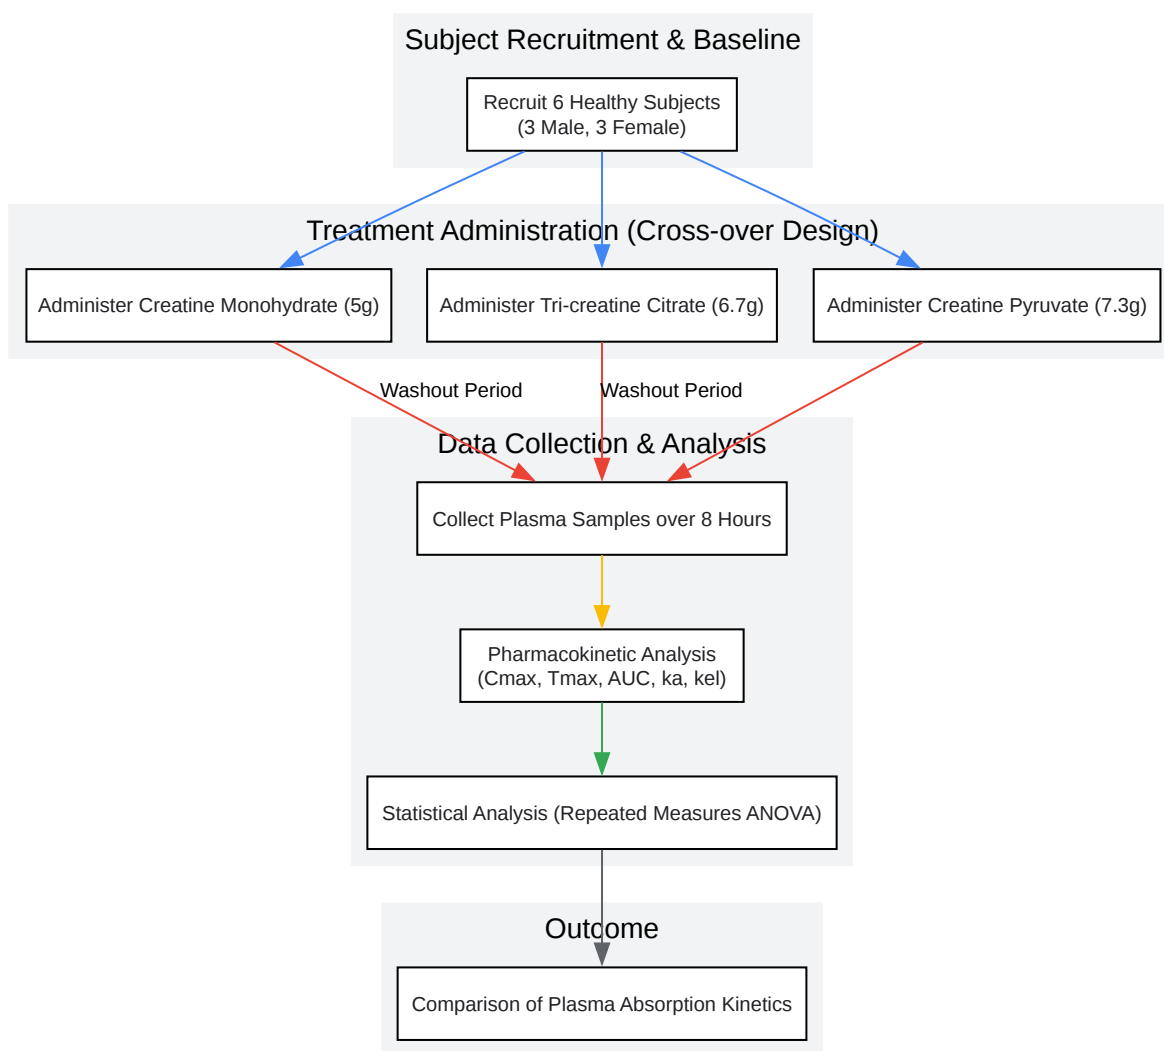 Subject Recruitment & Baseline
Recruit 6 Healthy Subjects
(3 Male, 3 Female)
Treatment Administration (Cross-over Design)
Administer Creatine Monohydrate (5g)
Administer Tri-creatine Citrate (6.7g)
Administer Creatine Pyruvate (7.3g)
Washout Period
Washout Period
Data Collection & Analysis
Collect Plasma Samples over 8 Hours
Pharmacokinetic Analysis
(Cmax, Tmax, AUC, ka, kel)
Statistical Analysis (Repeated Measures ANOVA)
Outcome
Comparison of Plasma Absorption Kinetics